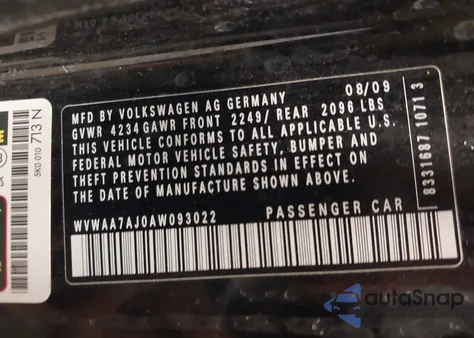 MFD BY VOLKSWAGEN AG GERMANY 08/09
GVWR 4234 GAWR FRONT 2249/ REAR 2096 LBS
THIS VEHICLE CONFORMS TO ALL APPLICABLE U.S.
FEDERAL MOTOR VEHICLE SAFETY, BUMPER AND
THEFT PREVENTION STANDARDS IN EFFECT ON
THE DATE OF MANUFACTURE SHOWN ABOVE.
WVWAA7AJ0AW093022 PASSENGER CAR
8331687 1071 3
5K0 010 713 N
autoSnap